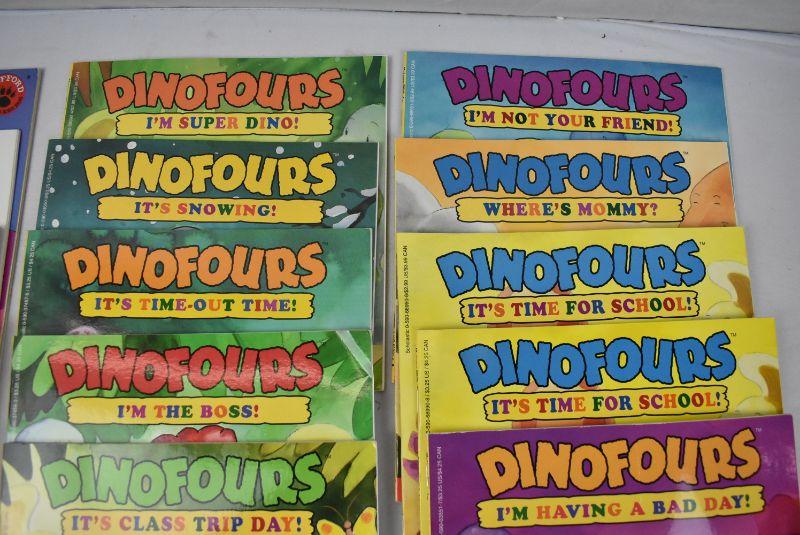 IFFORD
DINOFOURS
I'M SUPER DINO!
DINOFOURS
IT'S SNOWING!
DINOFOURS
IT'S TIME-OUT TIME!
DINOFOURS
I'M THE BOSS!
DINOFOURS
IT'S CLASS TRIP DAY!
DINOFOURS
I'M NOT YOUR FRIEND!
DINOFOURS
WHERE'S MOMMY?
DINOFOURS
IT'S TIME FOR SCHOOL!
DINOFOURS
IT'S TIME FOR SCHOOL!
DINOFOURS
I'M HAVING A BAD DAY!